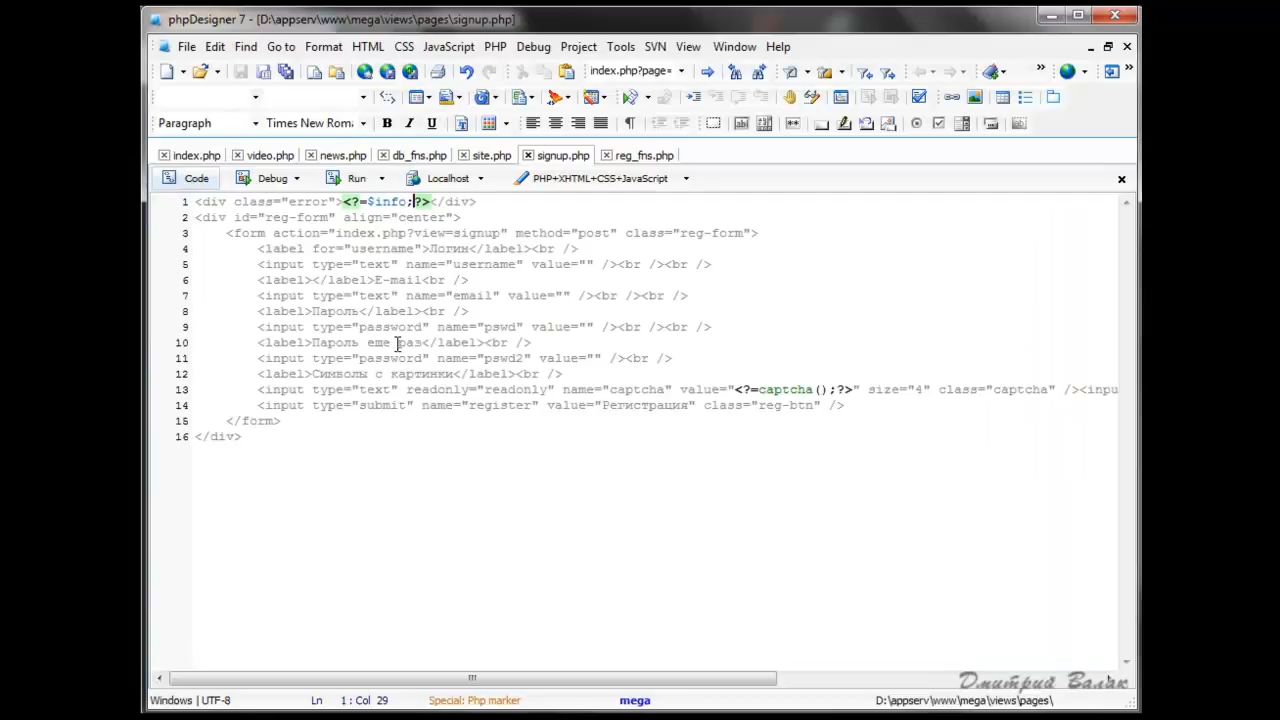 phpDesigner 7 - [D:\appserv\www\mega\views\pages\signup.php]
File Edit Find Go to Format HTML CSS JavaScript PHP Debug Project Tools SVN View Window Help
index.php?page=
Paragraph Times New Roma B I U
index.php video.php news.php db_fns.php site.php signup.php reg_fns.php
Code Debug Run Localhost PHP+XHTML+CSS+JavaScript
1 <div class="error"><?=$info;?></div>
2 <div id="reg-form" align="center">
3 <form action="index.php?view=signup" method="post" class="reg-form">
4 <label for="username">Логин</label><br />
5 <input type="text" name="username" value="" /><br /><br />
6 <label></label>E-mail<br />
7 <input type="text" name="email" value="" /><br /><br />
8 <label>Пароль</label><br />
9 <input type="password" name="pswd" value="" /><br /><br />
10 <label>Пароль еще раз</label><br />
11 <input type="password" name="pswd2" value="" /><br />
12 <label>Символы с картинки</label><br />
13 <input type="text" readonly="readonly" name="captcha" value="<?=captcha();?>" size="4" class="captcha" /><inpu
14 <input type="submit" name="register" value="Регистрация" class="reg-btn" />
15 </form>
16 </div>
Дмитрий Валак
Windows | UTF-8 Ln 1 : Col 29 Special: Php marker mega D:\appserv\www\mega\views\pages\